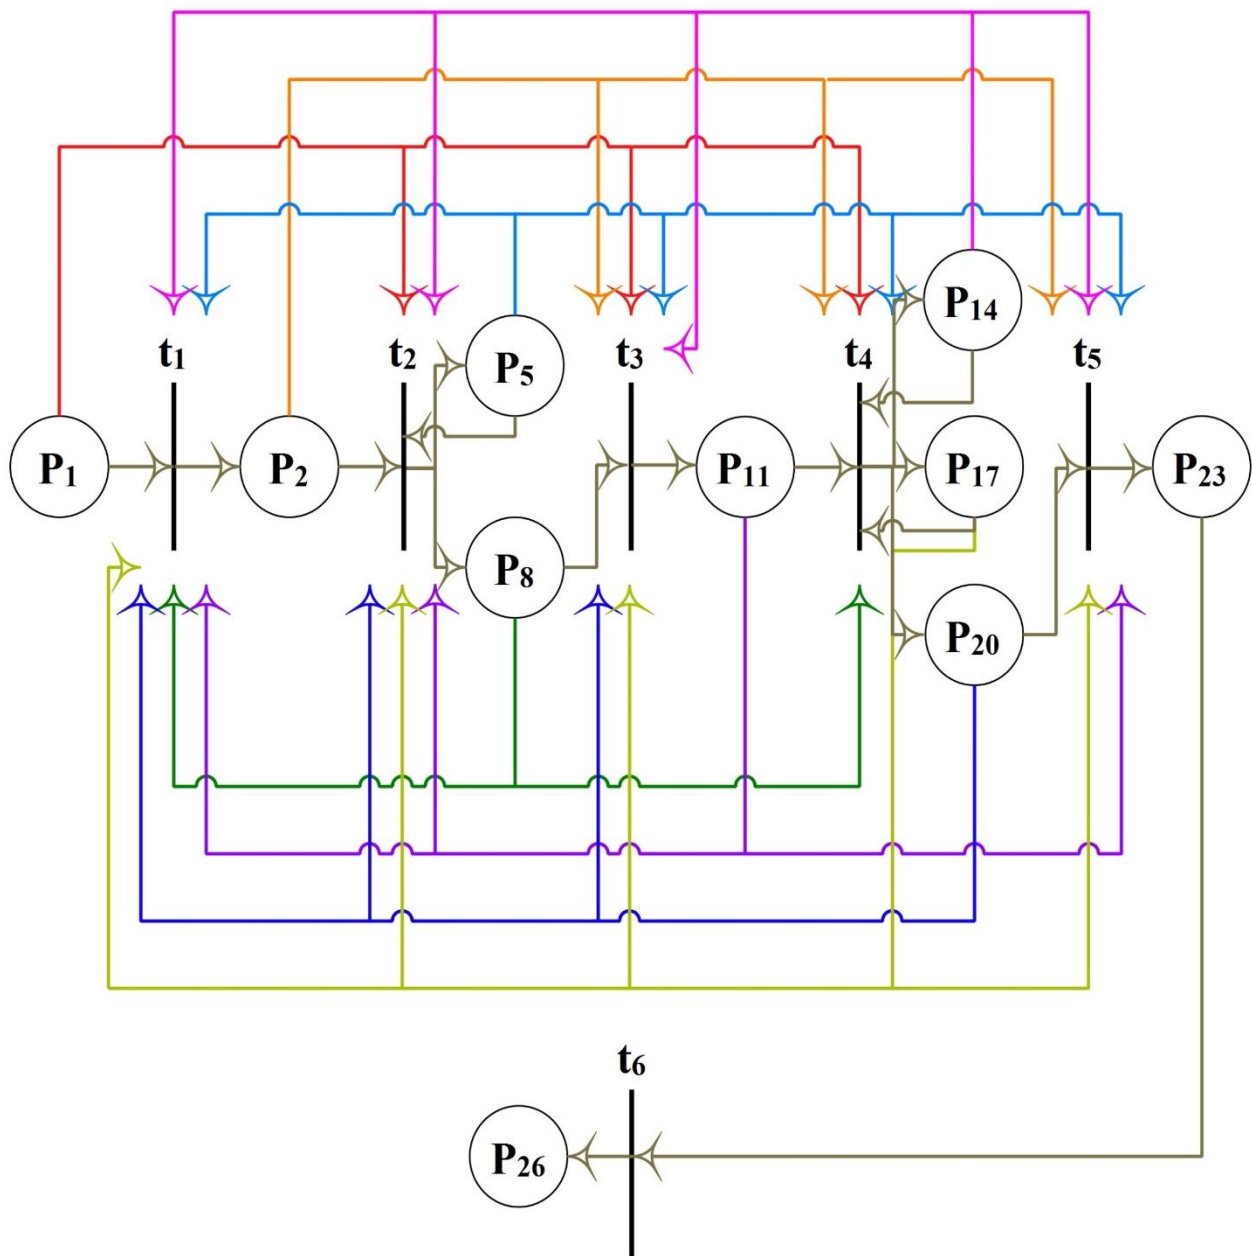 P₁₄
t₁ t₂ t₃ t₄ t₅
P₅
P₁ P₂ P₁₁ P₁₇ P₂₃
P₈
P₂₀
t₆
P₂₆